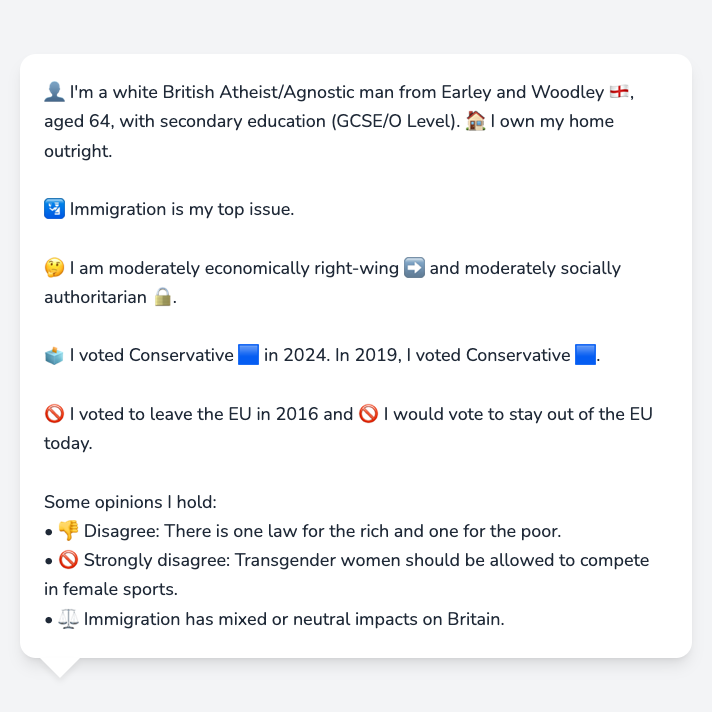 👤 I'm a white British Atheist/Agnostic man from Earley and Woodley 🏴󠁧󠁢󠁥󠁮󠁧󠁿,
aged 64, with secondary education (GCSE/O Level). 🏠 I own my home
outright.
🛂 Immigration is my top issue.
🤔 I am moderately economically right-wing ➡️ and moderately socially
authoritarian 🔒.
🗳️ I voted Conservative 🟦 in 2024. In 2019, I voted Conservative 🟦.
🚫 I voted to leave the EU in 2016 and 🚫 I would vote to stay out of the EU
today.
Some opinions I hold:
• 👎 Disagree: There is one law for the rich and one for the poor.
• 🚫 Strongly disagree: Transgender women should be allowed to compete
in female sports.
• ⚖️ Immigration has mixed or neutral impacts on Britain.